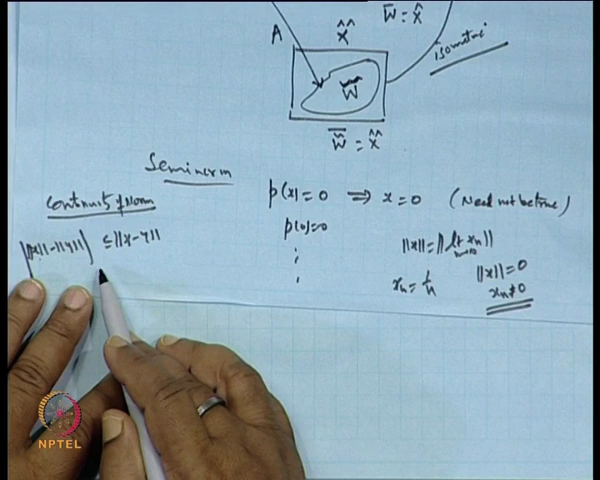 X̂̂
W̄ = X̂
A
isometric
W̃
W̃̄ = X̂̂
Seminorm
p(x) = 0 ⟹ x = 0 (Need not be true)
Continuity of Norm
p(0) = 0
| ||x|| - ||y|| | ≤ ||x - y||
||x|| = || lt xₙ ||
n→∞
xₙ = 1/n
||x|| = 0
xₙ ≠ 0
NPTEL